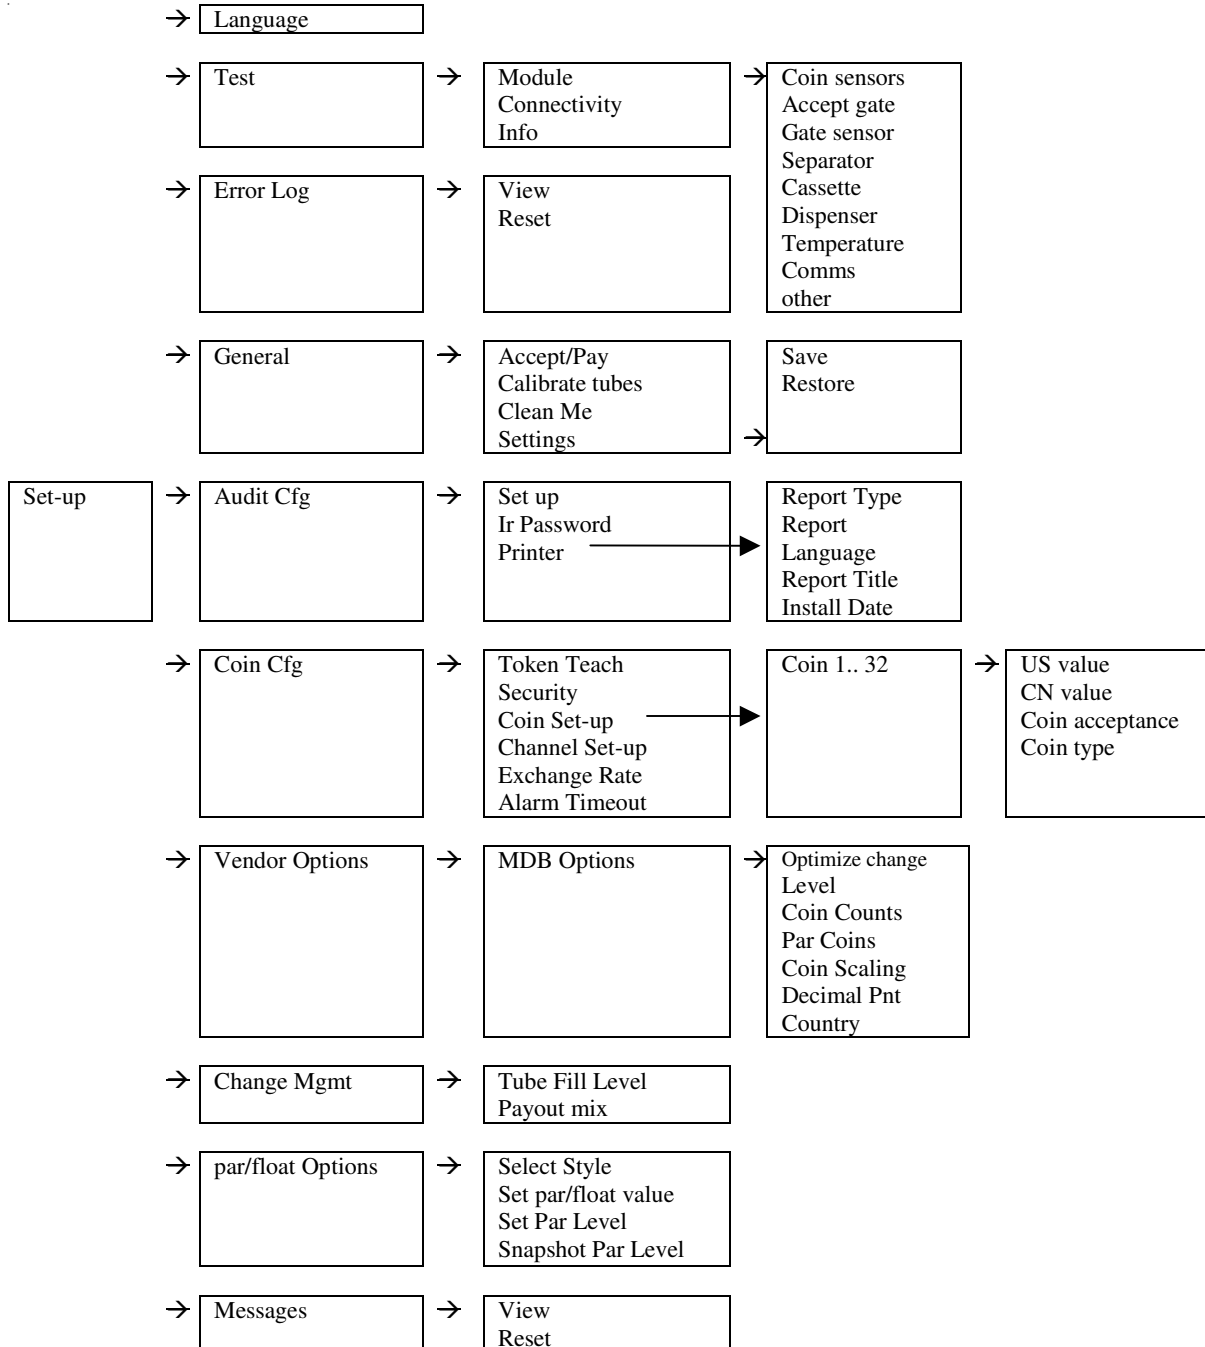 Language
Test
Module
Connectivity
Info
Coin sensors
Accept gate
Gate sensor
Separator
Cassette
Dispenser
Temperature
Comms
other
Error Log
View
Reset
General
Accept/Pay
Calibrate tubes
Clean Me
Settings
Save
Restore
Set-up
Audit Cfg
Set up
Ir Password
Printer
Report Type
Report
Language
Report Title
Install Date
Coin Cfg
Token Teach
Security
Coin Set-up
Channel Set-up
Exchange Rate
Alarm Timeout
Coin 1.. 32
US value
CN value
Coin acceptance
Coin type
Vendor Options
MDB Options
Optimize change
Level
Coin Counts
Par Coins
Coin Scaling
Decimal Pnt
Country
Change Mgmt
Tube Fill Level
Payout mix
par/float Options
Select Style
Set par/float value
Set Par Level
Snapshot Par Level
Messages
View
Reset